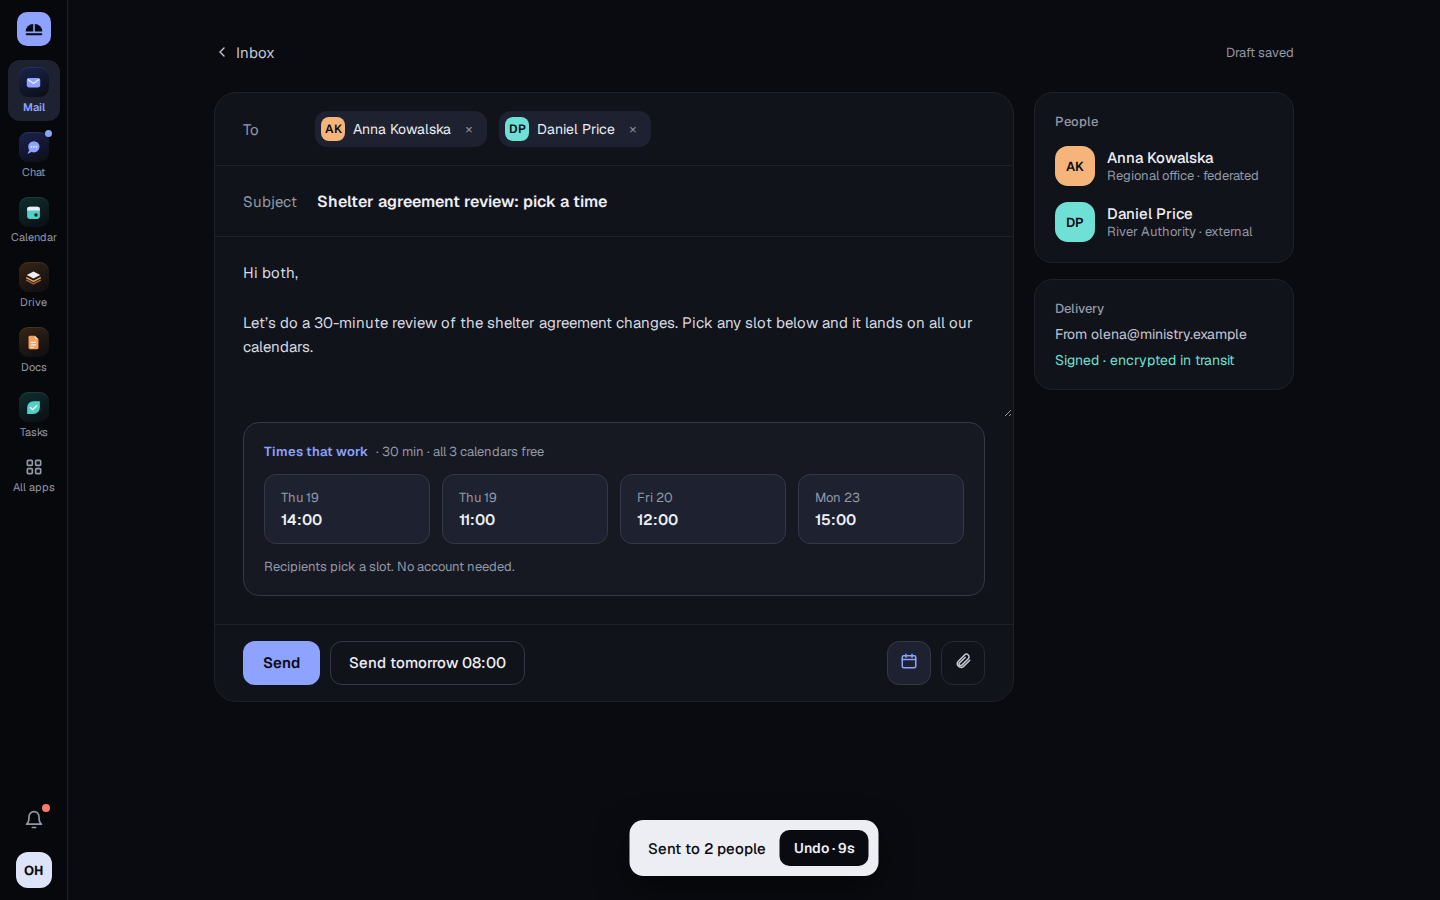 Mail
Chat
Calendar
Drive
Docs
Tasks
All apps
OH
Inbox
Draft saved
To
AK Anna Kowalska ×
DP Daniel Price ×
Subject
Shelter agreement review: pick a time
Hi both,
Let's do a 30-minute review of the shelter agreement changes. Pick any slot below and it lands on all our
calendars.
Times that work · 30 min · all 3 calendars free
Thu 19
14:00
Thu 19
11:00
Fri 20
12:00
Mon 23
15:00
Recipients pick a slot. No account needed.
Send
Send tomorrow 08:00
People
AK
Anna Kowalska
Regional office · federated
DP
Daniel Price
River Authority · external
Delivery
From olena@ministry.example
Signed · encrypted in transit
Sent to 2 people
Undo · 9s